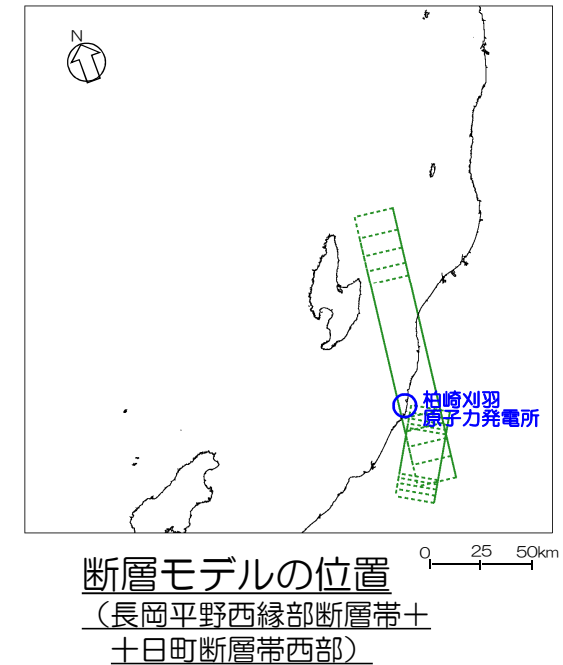 N
柏崎刈羽
原子力発電所
0 25 50km
断層モデルの位置
（長岡平野西縁部断層帯＋
十日町断層帯西部）